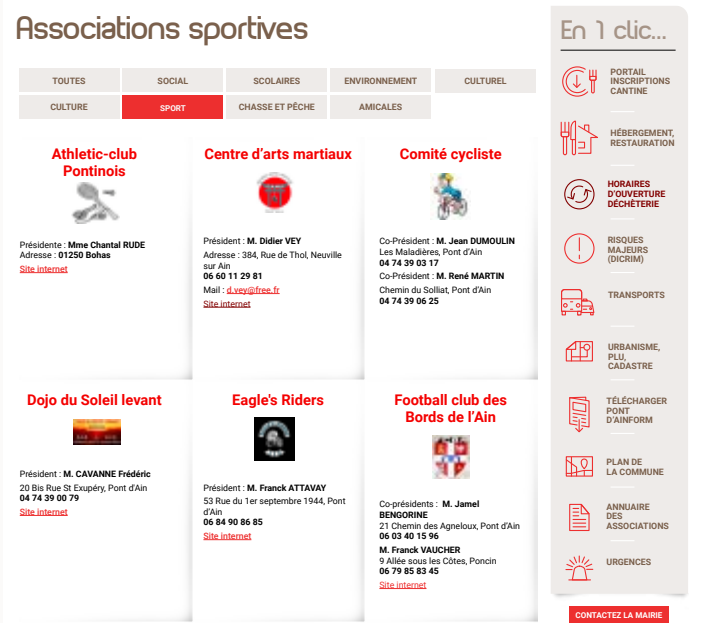 Associations sportives
TOUTES
SOCIAL
SCOLAIRES
ENVIRONNEMENT
CULTUREL
CULTURE
SPORT
CHASSE ET PÊCHE
AMICALES
Athletic-club
Pontinois
Présidente : Mme Chantal RUDE
Adresse : 01250 Bohas
Site internet
Centre d'arts martiaux
Président : M. Didier VEY
Adresse : 384, Rue de Thol, Neuville
sur Ain
06 60 11 29 81
Mail : d.vey@free.fr
Site internet
Comité cycliste
Co-Président : M. Jean DUMOULIN
Les Maladières, Pont d'Ain
04 74 39 03 17
Co-Président : M. René MARTIN
Chemin du Solliat, Pont d'Ain
04 74 39 06 25
Dojo du Soleil levant
Président : M. CAVANNE Frédéric
20 Bis Rue St Exupéry, Pont d'Ain
04 74 39 00 79
Site internet
Eagle's Riders
Président : M. Franck ATTAVAY
53 Rue du 1er septembre 1944, Pont
d'Ain
06 84 90 86 85
Site internet
Football club des
Bords de l'Ain
Co-présidents : M. Jamel
BENGORINE
21 Chemin des Agneloux, Pont d'Ain
06 03 40 15 96
M. Franck VAUCHER
9 Allée sous les Côtes, Poncin
06 79 85 83 45
Site internet
En 1 clic...
PORTAIL
INSCRIPTIONS
CANTINE
HÉBERGEMENT,
RESTAURATION
HORAIRES
D'OUVERTURE
DÉCHÈTERIE
RISQUES
MAJEURS
(DICRIM)
TRANSPORTS
URBANISME,
PLU,
CADASTRE
TÉLÉCHARGER
PONT
D'AINFORM
PLAN DE
LA COMMUNE
ANNUAIRE
DES
ASSOCIATIONS
URGENCES
CONTACTEZ LA MAIRIE